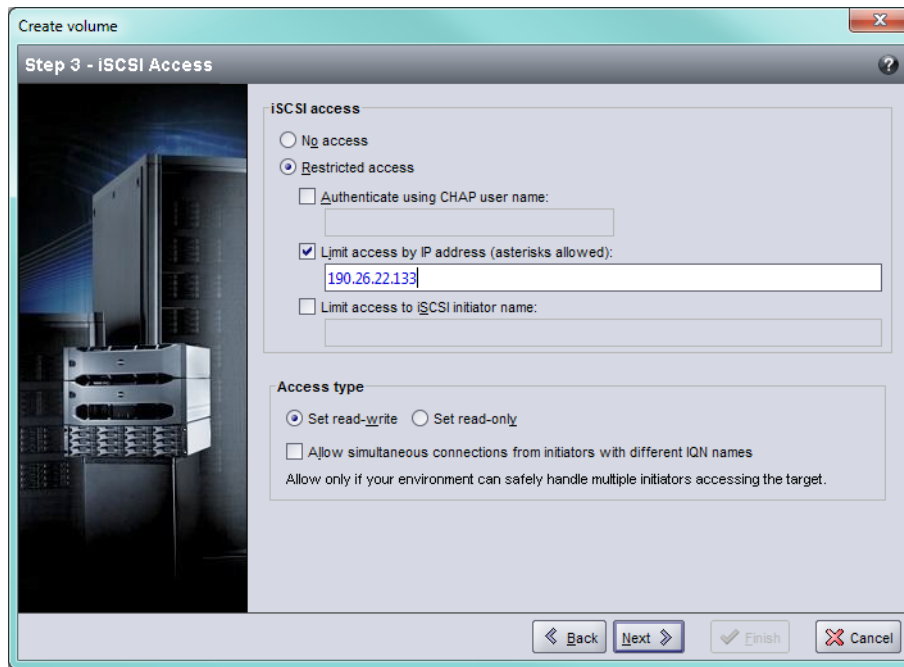 Create volume
Step 3 - iSCSI Access
?
iSCSI access
No access
Restricted access
Authenticate using CHAP user name:
Limit access by IP address (asterisks allowed):
190.26.22.133
Limit access to iSCSI initiator name:
Access type
Set read-write Set read-only
Allow simultaneous connections from initiators with different IQN names
Allow only if your environment can safely handle multiple initiators accessing the target.
Back Next Finish Cancel